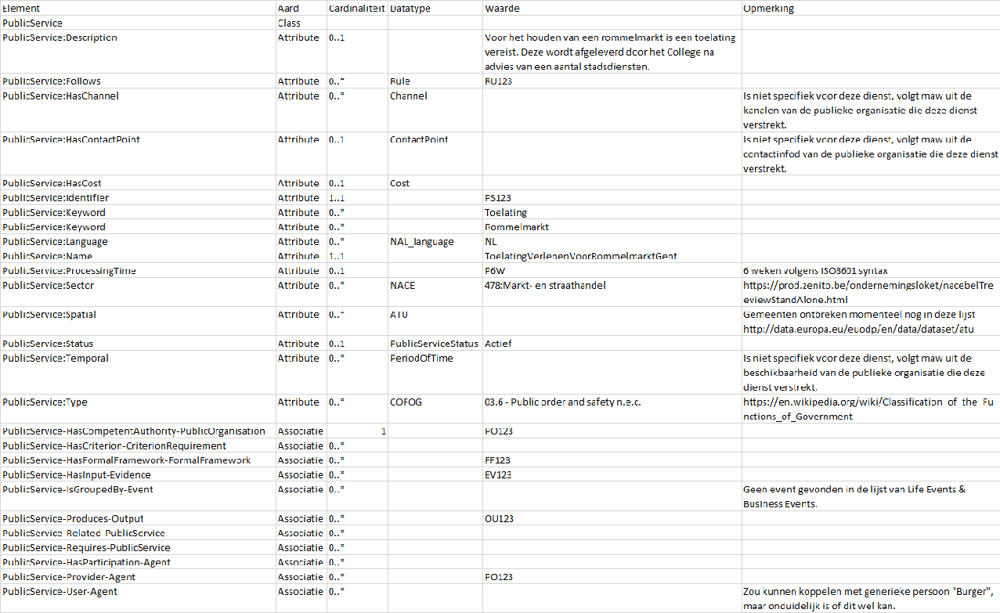 Element Aard Cardinaliteit Datatype Waarde Opmerking
PublicService Class
PublicService:Description Attribute 0..1 Voor het houden van een rommelmarkt is een toelating
vereist. Deze wordt afgeleverd door het College na
advies van een aantal stadsdiensten.
PublicService:Follows Attribute 0..* Rule RU123
PublicService:HasChannel Attribute 0..* Channel Is niet specifiek voor deze dienst, volgt maw uit de
kanalen van de publieke organisatie die deze dienst
verstrekt.
PublicService:HasContactPoint Attribute 0..1 ContactPoint Is niet specifiek voor deze dienst, volgt maw uit de
contactinfod van de publieke organisatie die deze dienst
verstrekt.
PublicService:HasCost Attribute 0..1 Cost
PublicService:Identifier Attribute 1..1 PS123
PublicService:Keyword Attribute 0..* Toelating
PublicService:Keyword Attribute 0..* Rommelmarkt
PublicService:Language Attribute 0..* NAL_language NL
PublicService:Name Attribute 1..1 ToelatingVerlenenVoorRommelmarktGent
PublicService:ProcessingTime Attribute 0..1 P6W 6 weken volgens ISO8601 syntax
PublicService:Sector Attribute 0..* NACE 478:Markt- en straathandel https://prod.zenito.be/ondernemingsloket/nacebelTre
eviewStandAlone.html
PublicService:Spatial Attribute 0..* ATU Gemeenten ontbreken momenteel nog in deze lijst
http://data.europa.eu/euodp/en/data/dataset/atu
PublicService:Status Attribute 0..1 PublicServiceStatus Actief
PublicService:Temporal Attribute 0..* PeriodOfTime Is niet specifiek voor deze dienst, volgt maw uit de
beschikbaarheid van de publieke organisatie die deze
dienst verstrekt.
PublicService:Type Attribute 0..* COFOG 03.6 - Public order and safety n.e.c. https://en.wikipedia.org/wiki/Classification_of_the_Fu
nctions_of_Government
PublicService-HasCompetentAuthority-PublicOrganisation Associatie 1 PO123
PublicService-HasCriterion-CriterionRequirement Associatie 0..*
PublicService-HasFormalFramework-FormalFramework Associatie 0..* FF123
PublicService-HasInput-Evidence Associatie 0..* EV123
PublicService-IsGroupedBy-Event Associatie 0..* Geen event gevonden in de lijst van Life Events &
Business Events.
PublicService-Produces-Output Associatie 0..* OU123
PublicService-Related-PublicService Associatie 0..*
PublicService-Requires-PublicService Associatie 0..*
PublicService-HasParticipation-Agent Associatie 0..*
PublicService-Provider-Agent Associatie 0..* PO123
PublicService-User-Agent Associatie 0..* Zou kunnen koppelen met generieke persoon "Burger",
maar onduidelijk is of dit wel kan.